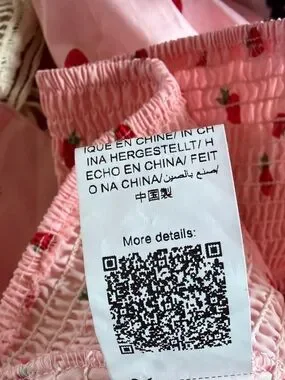 IQUE EN CHINE/ IN CH
INA HERGESTELLT/ H
ECHO EN CHINA/ FEIT
O NA CHINA/صنع بالصين/
中国製
More details: